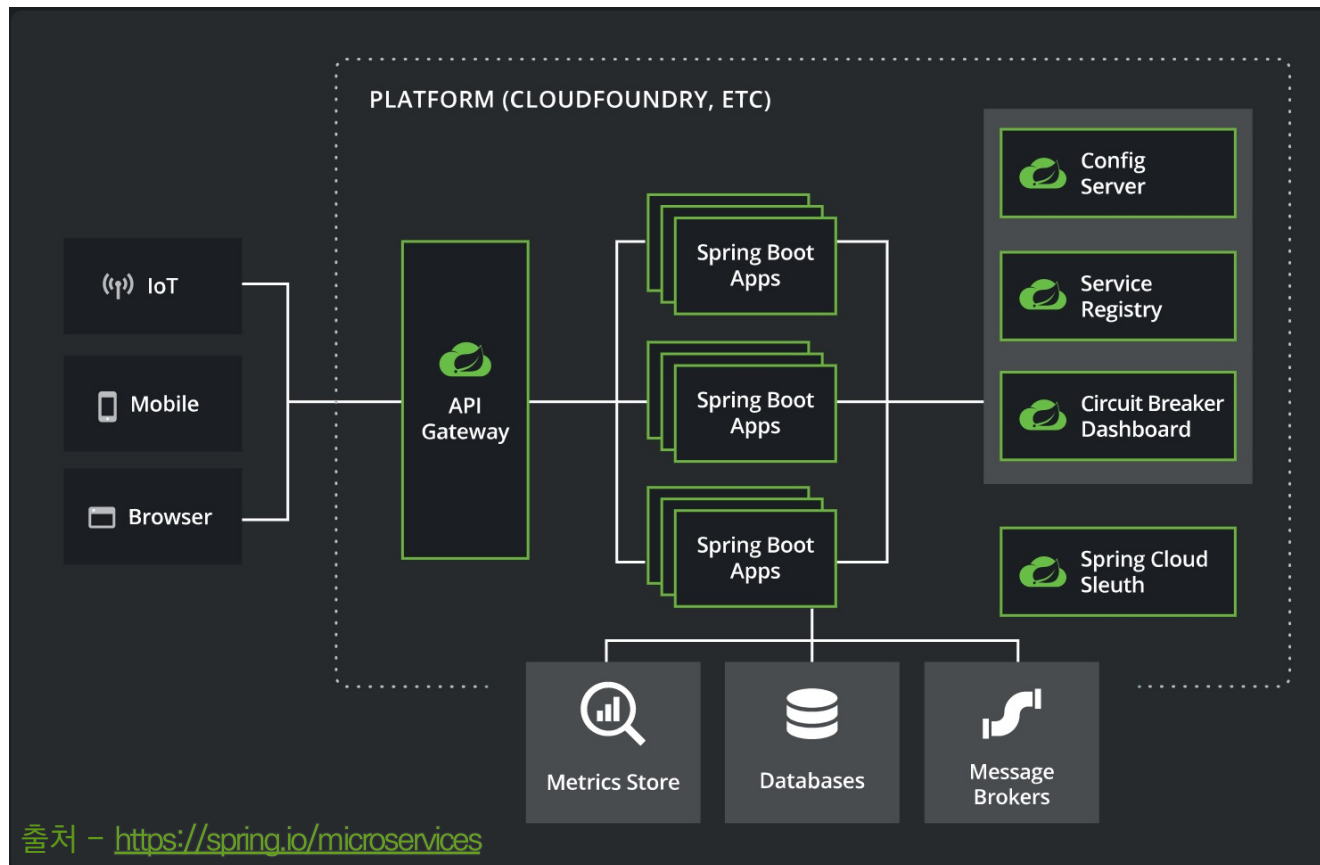 PLATFORM (CLOUDFOUNDRY, ETC)
IoT
Mobile
Browser
API
Gateway
Spring Boot
Apps
Spring Boot
Apps
Spring Boot
Apps
Config
Server
Service
Registry
Circuit Breaker
Dashboard
Spring Cloud
Sleuth
Metrics Store
Databases
Message
Brokers
출처 – https://spring.io/microservices